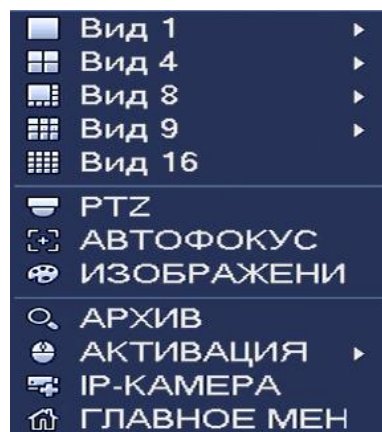 Вид 1
Вид 4
Вид 8
Вид 9
Вид 16
PTZ
АВТОФОКУС
ИЗОБРАЖЕНИ
АРХИВ
АКТИВАЦИЯ
IP-КАМЕРА
ГЛАВНОЕ МЕН